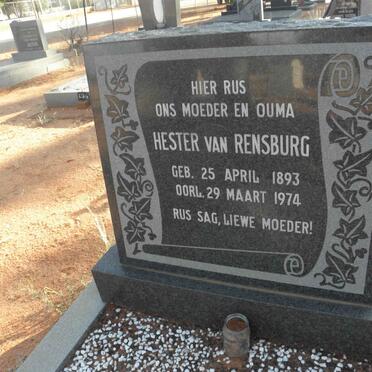 HIER RUS
ONS MOEDER EN OUMA
HESTER VAN RENSBURG
GEB. 25 APRIL 1893
OORL. 29 MAART 1974
RUS SAG, LIEWE MOEDER!